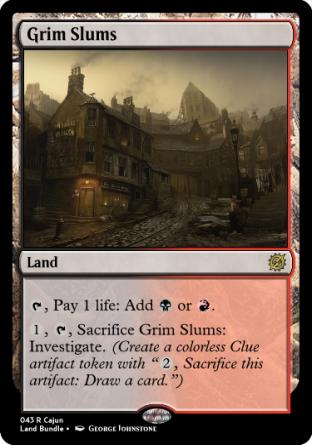 Grim Slums
Land
, Pay 1 life: Add or .
1 , , Sacrifice Grim Slums:
Investigate. (Create a colorless Clue
artifact token with “ 2 , Sacrifice this
artifact: Draw a card.”)
043 R Cajun
Land Bundle • George Johnstone